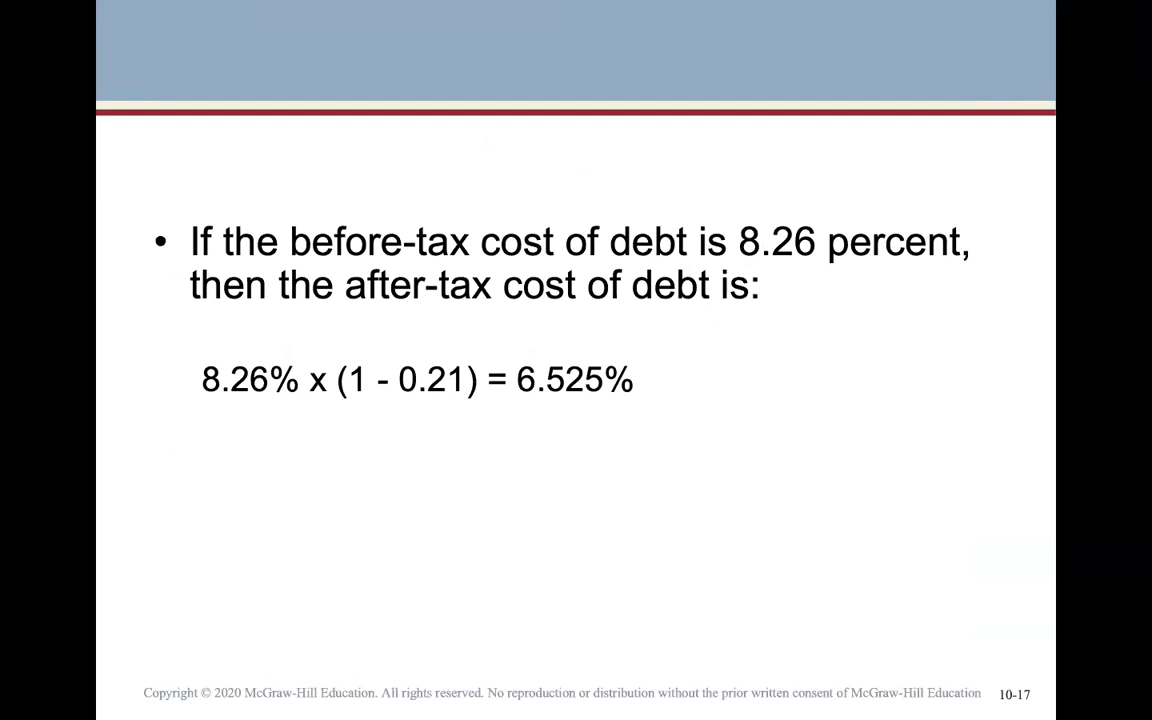 • If the before-tax cost of debt is 8.26 percent,
then the after-tax cost of debt is:
8.26% x (1 - 0.21) = 6.525%
Copyright © 2020 McGraw-Hill Education. All rights reserved. No reproduction or distribution without the prior written consent of McGraw-Hill Education 10-17